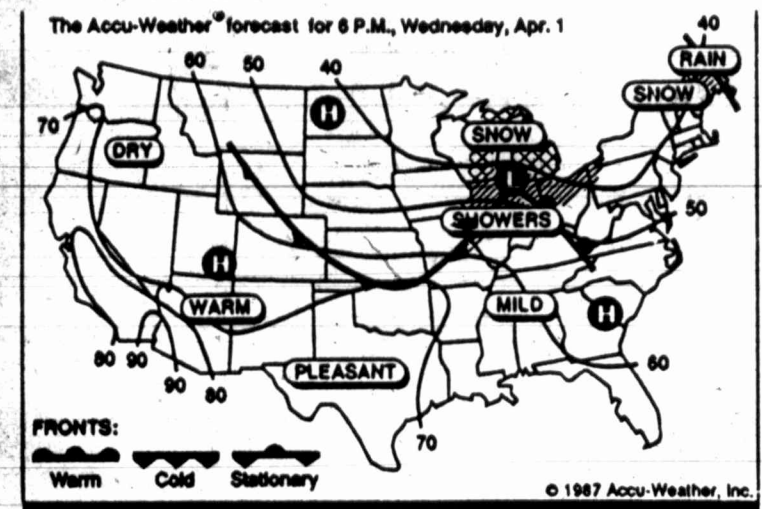 The Accu-Weather® forecast for 6 P.M., Wednesday, Apr. 1
40
RAIN
60
50
40
SNOW
70
H
DRY
SNOW
L
50
SHOWERS
H
WARM
MILD
H
80
90
90
80
PLEASANT
60
70
FRONTS:
Warm
Cold
Stationary
© 1987 Accu-Weather, Inc.